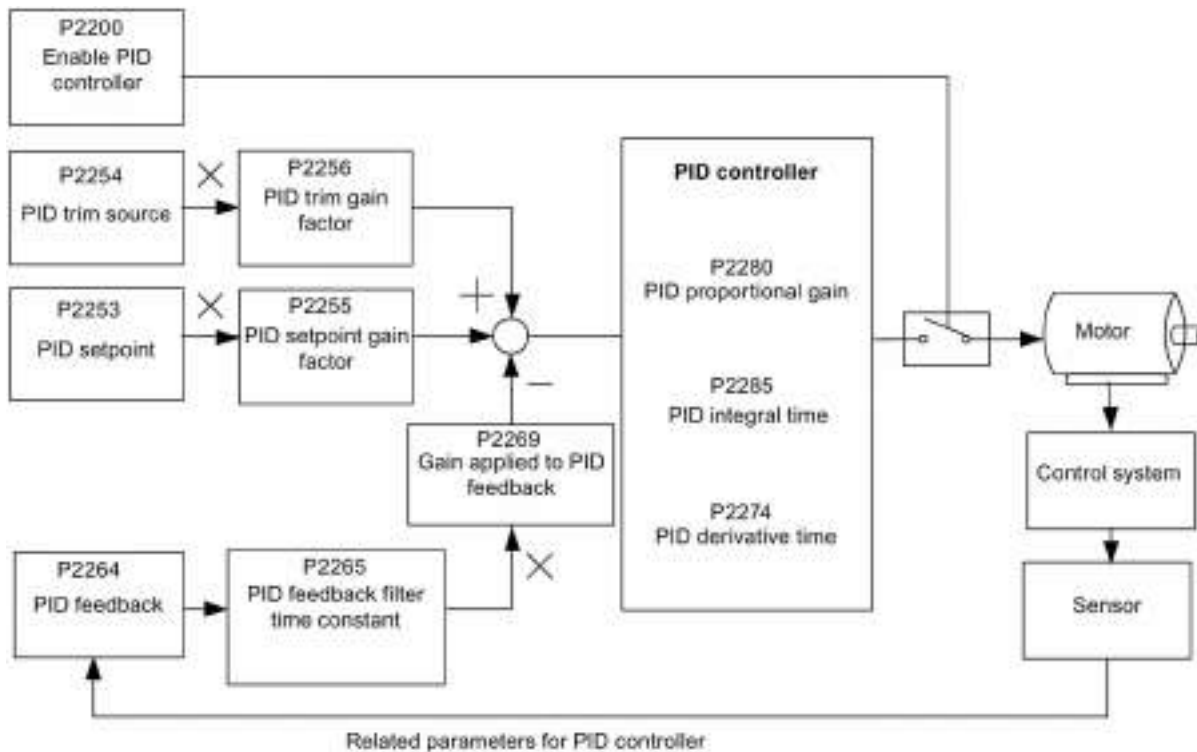 P2200
Enable PID
controller
P2254
PID trim source
×
P2256
PID trim gain
factor
PID controller
P2280
PID proportional gain
P2253
PID setpoint
×
P2255
PID setpoint gain
factor
+
−
Motor
P2285
PID integral time
P2269
Gain applied to PID
feedback
Control system
P2274
PID derivative time
×
P2264
PID feedback
P2265
PID feedback filter
time constant
Sensor
Related parameters for PID controller